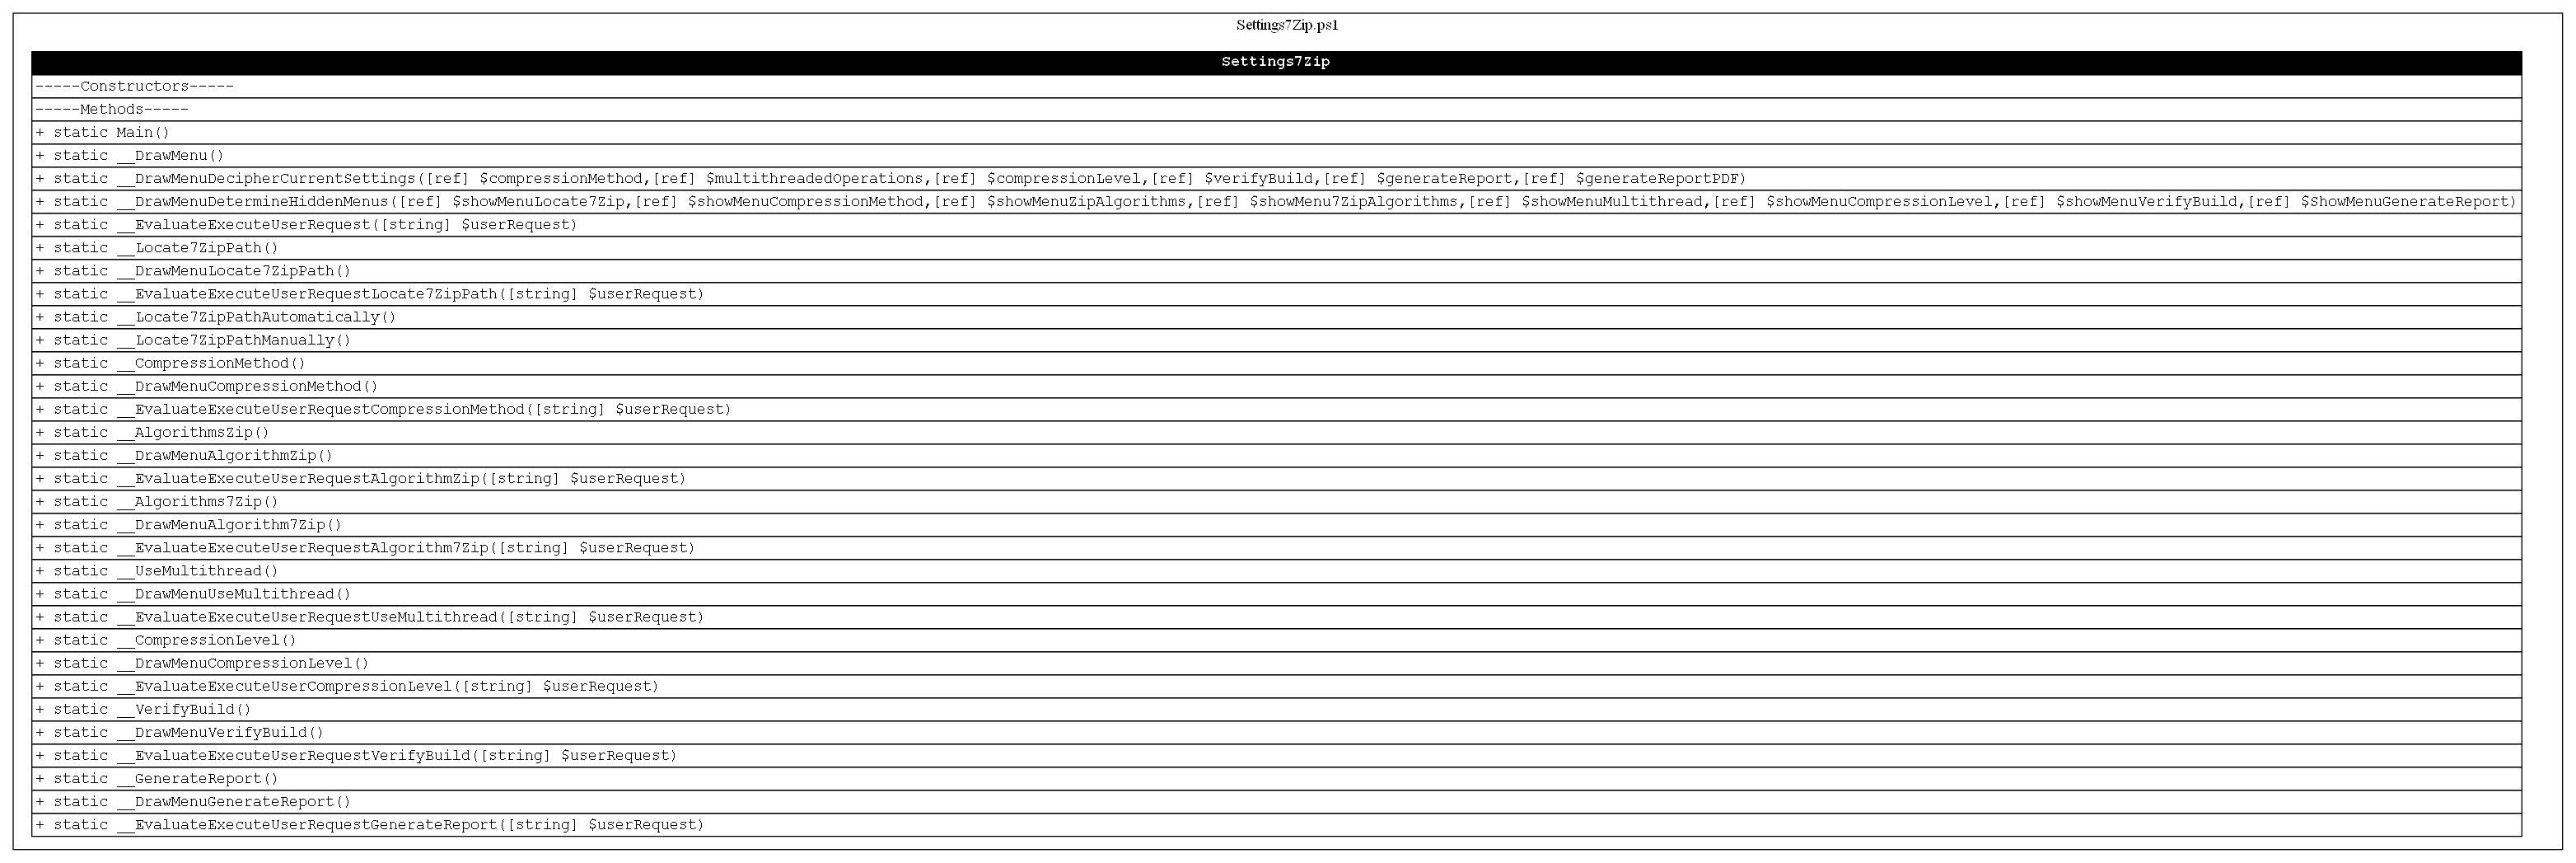 Settings7Zip.ps1
Settings7Zip
-----Constructors-----
-----Methods-----
+ static Main()
+ static __DrawMenu()
+ static __DrawMenuDecipherCurrentSettings([ref] $compressionMethod,[ref] $multithreadedOperations,[ref] $compressionLevel,[ref] $verifyBuild,[ref] $generateReport,[ref] $generateReportPDF)
+ static __DrawMenuDetermineHiddenMenus([ref] $showMenuLocate7Zip,[ref] $showMenuCompressionMethod,[ref] $showMenuZipAlgorithms,[ref] $showMenu7ZipAlgorithms,[ref] $showMenuMultithread,[ref] $showMenuCompressionLevel,[ref] $showMenuVerifyBuild,[ref] $ShowMenuGenerateReport)
+ static __EvaluateExecuteUserRequest([string] $userRequest)
+ static __Locate7ZipPath()
+ static __DrawMenuLocate7ZipPath()
+ static __EvaluateExecuteUserRequestLocate7ZipPath([string] $userRequest)
+ static __Locate7ZipPathAutomatically()
+ static __Locate7ZipPathManually()
+ static __CompressionMethod()
+ static __DrawMenuCompressionMethod()
+ static __EvaluateExecuteUserRequestCompressionMethod([string] $userRequest)
+ static __AlgorithmsZip()
+ static __DrawMenuAlgorithmZip()
+ static __EvaluateExecuteUserRequestAlgorithmZip([string] $userRequest)
+ static __Algorithms7Zip()
+ static __DrawMenuAlgorithm7Zip()
+ static __EvaluateExecuteUserRequestAlgorithm7Zip([string] $userRequest)
+ static __UseMultithread()
+ static __DrawMenuUseMultithread()
+ static __EvaluateExecuteUserRequestUseMultithread([string] $userRequest)
+ static __CompressionLevel()
+ static __DrawMenuCompressionLevel()
+ static __EvaluateExecuteUserCompressionLevel([string] $userRequest)
+ static __VerifyBuild()
+ static __DrawMenuVerifyBuild()
+ static __EvaluateExecuteUserRequestVerifyBuild([string] $userRequest)
+ static __GenerateReport()
+ static __DrawMenuGenerateReport()
+ static __EvaluateExecuteUserRequestGenerateReport([string] $userRequest)